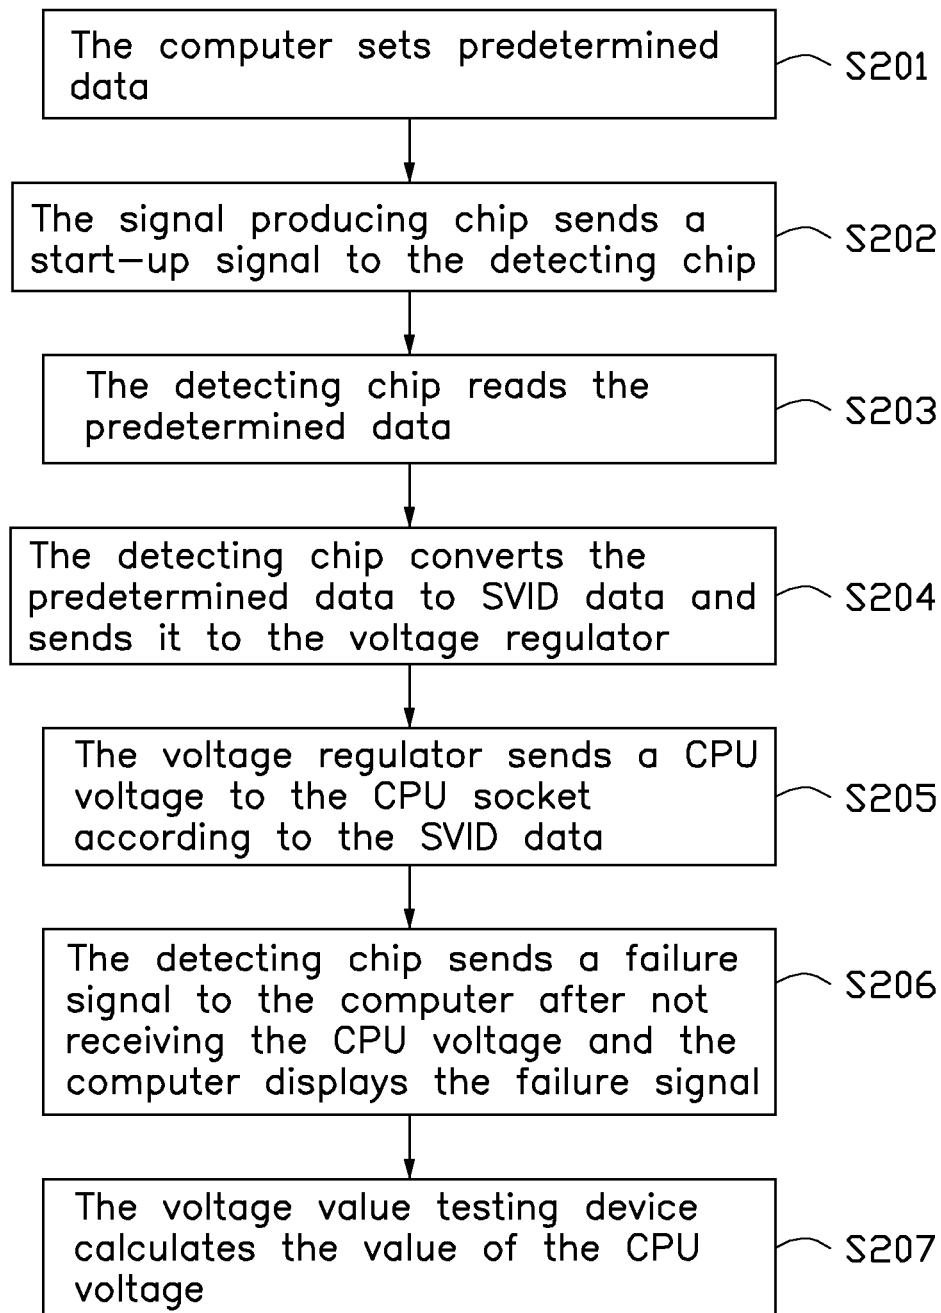 The computer sets predetermined
data
S201
The signal producing chip sends a
start-up signal to the detecting chip
S202
The detecting chip reads the
predetermined data
S203
The detecting chip converts the
predetermined data to SVID data and
sends it to the voltage regulator
S204
The voltage regulator sends a CPU
voltage to the CPU socket
according to the SVID data
S205
The detecting chip sends a failure
signal to the computer after not
receiving the CPU voltage and the
computer displays the failure signal
S206
The voltage value testing device
calculates the value of the CPU
voltage
S207